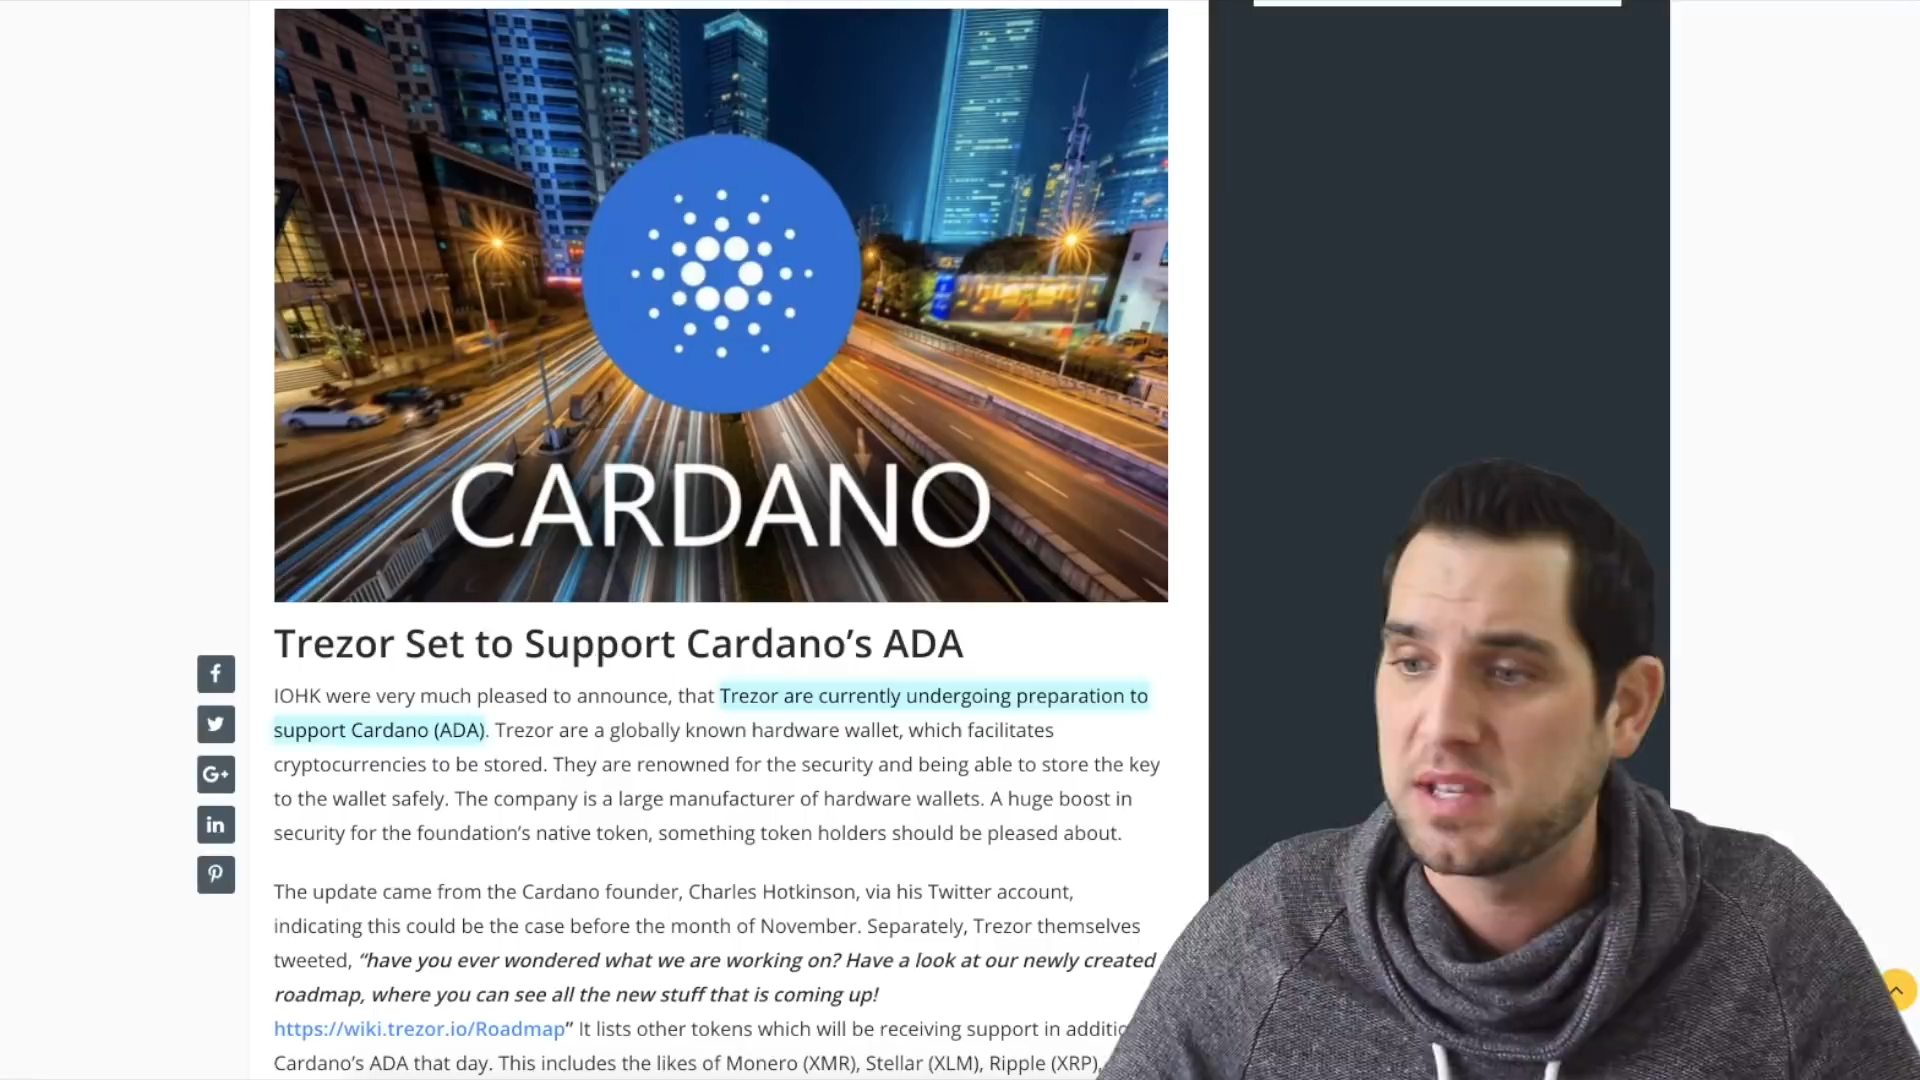 CARDANO
Trezor Set to Support Cardano’s ADA
IOHK were very much pleased to announce, that Trezor are currently undergoing preparation to
support Cardano (ADA). Trezor are a globally known hardware wallet, which facilitates
cryptocurrencies to be stored. They are renowned for the security and being able to store the key
to the wallet safely. The company is a large manufacturer of hardware wallets. A huge boost in
security for the foundation’s native token, something token holders should be pleased about.
The update came from the Cardano founder, Charles Hotkinson, via his Twitter account,
indicating this could be the case before the month of November. Separately, Trezor themselves
tweeted, “have you ever wondered what we are working on? Have a look at our newly created
roadmap, where you can see all the new stuff that is coming up!
https://wiki.trezor.io/Roadmap” It lists other tokens which will be receiving support in
Cardano’s ADA that day. This includes the likes of Monero (XMR), Stellar (XLM), Ripple (XRP),
f
G+
in